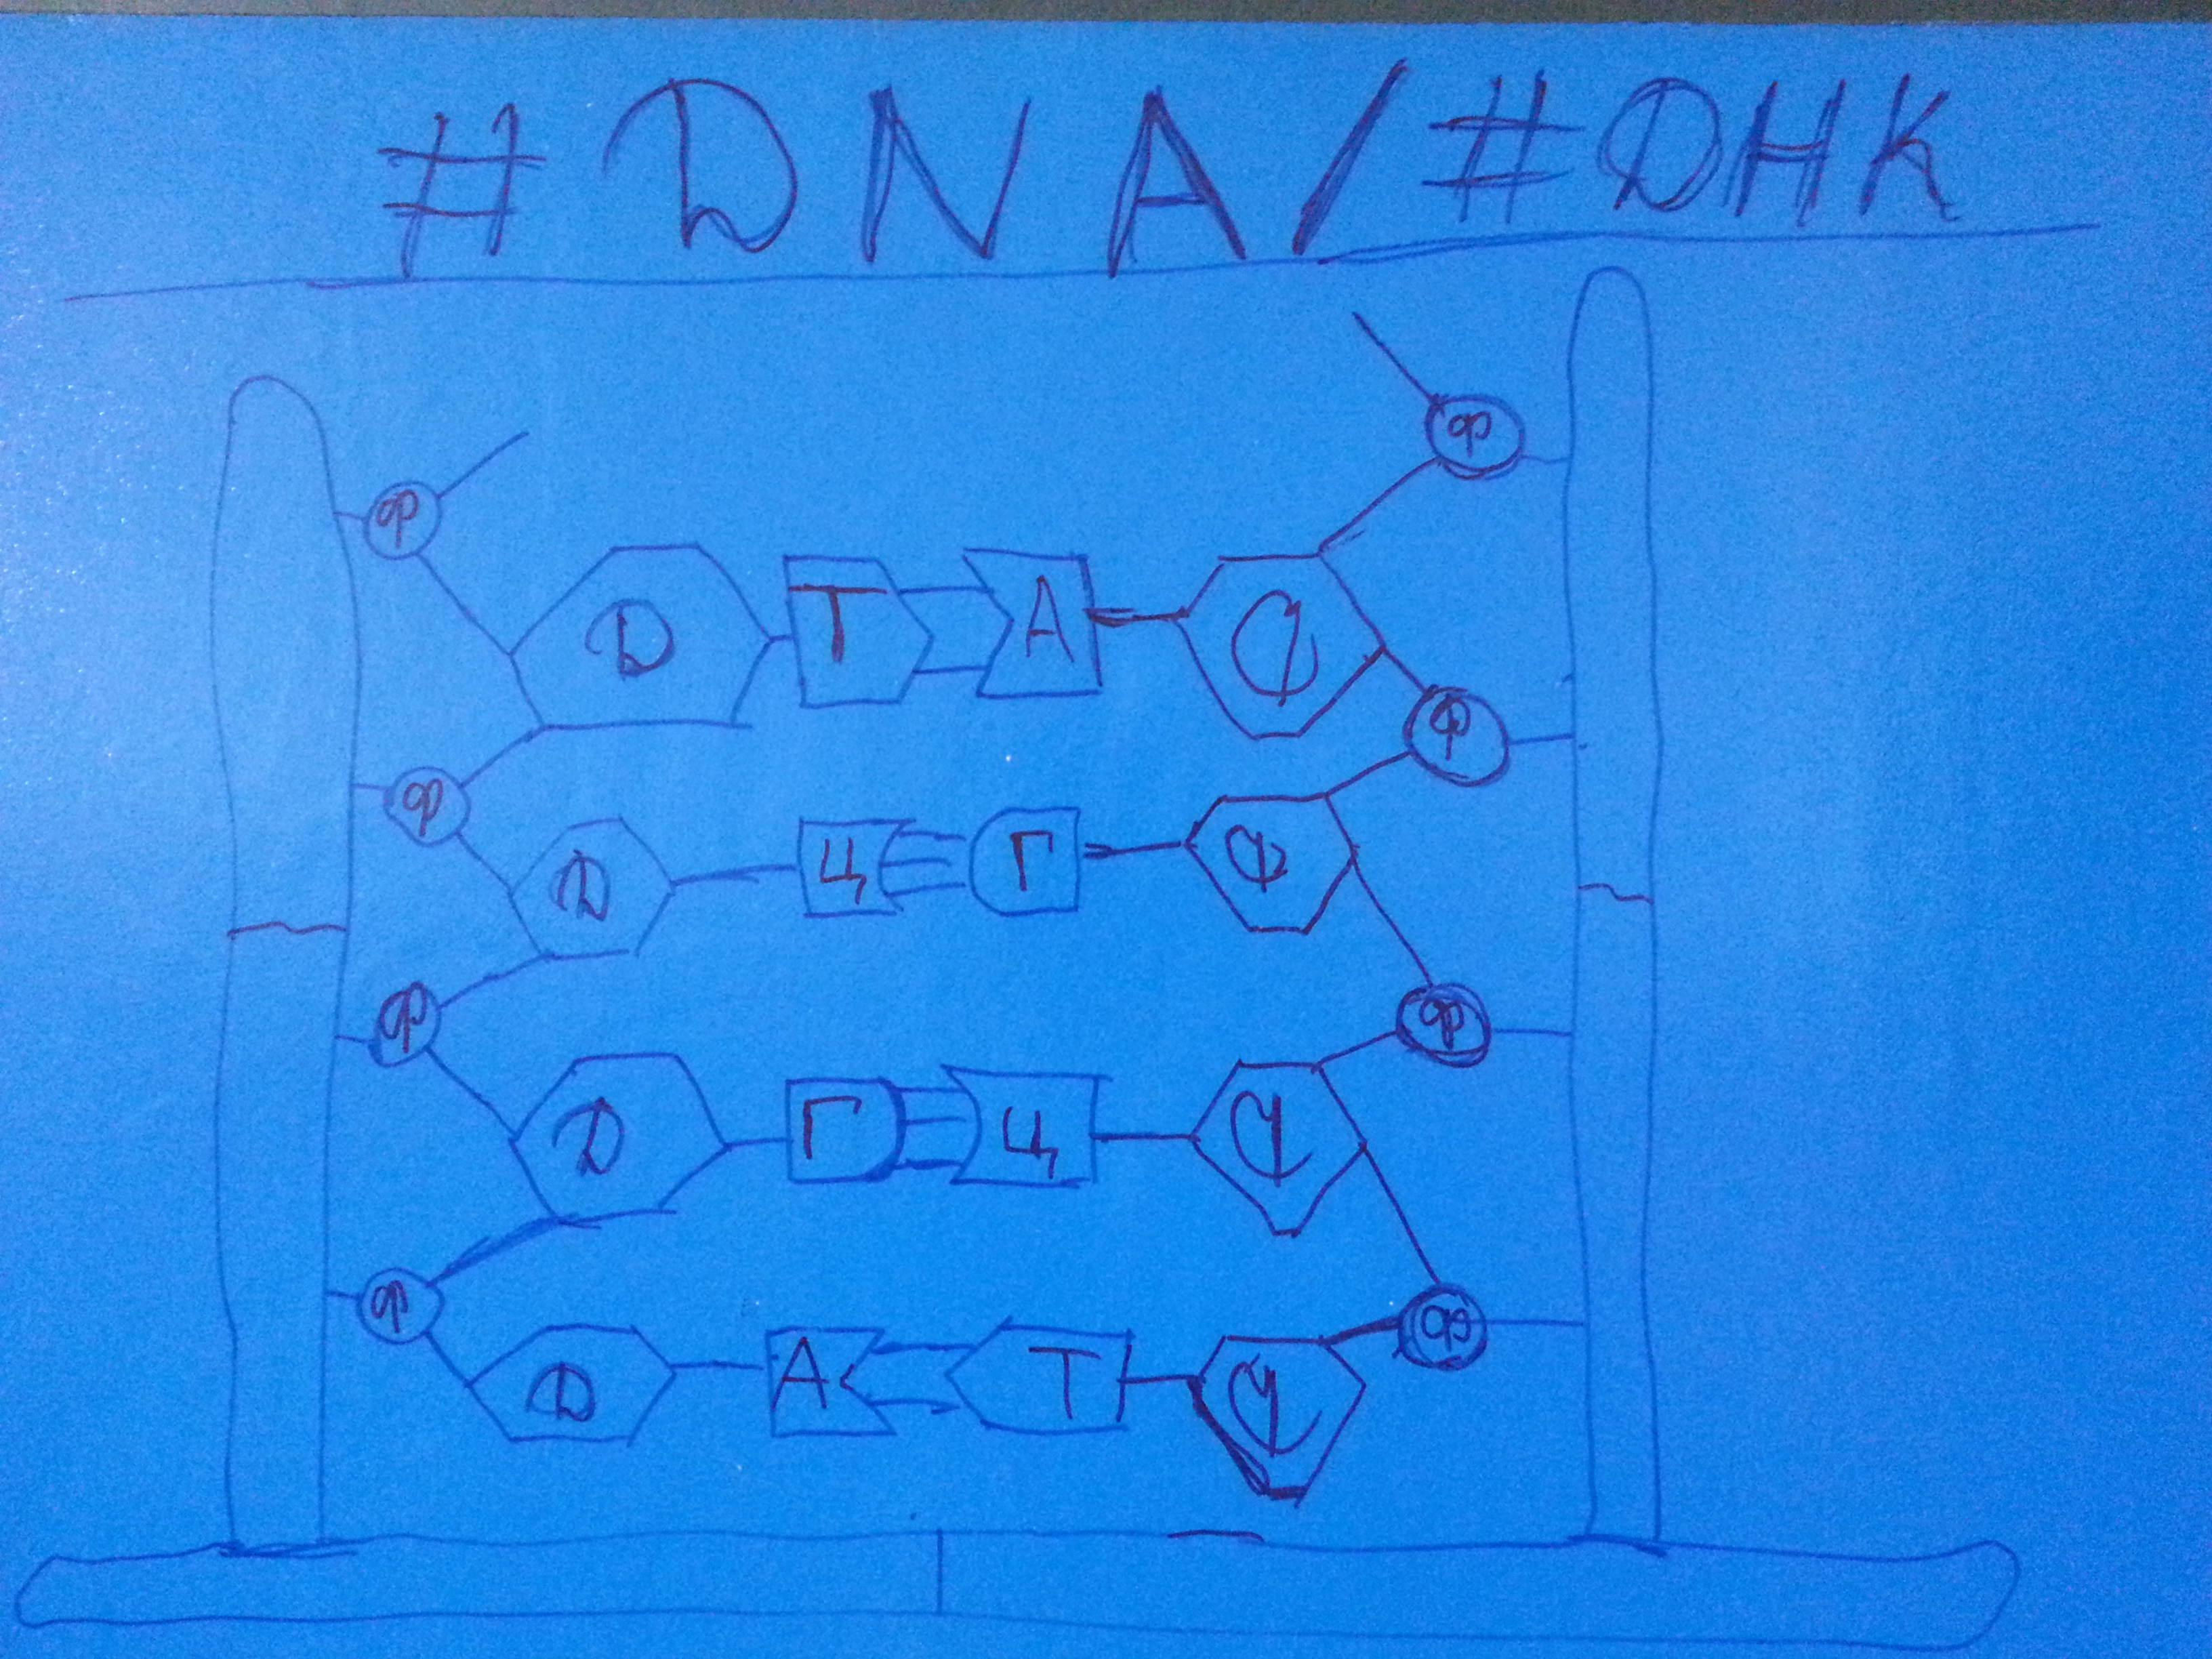 #DNA/#ДНК
ф
ф
Д Т А Д
ф
ф
Д Ц Г Д
ф ф
Д Г Ц Д
ф ф
Д А Т Д